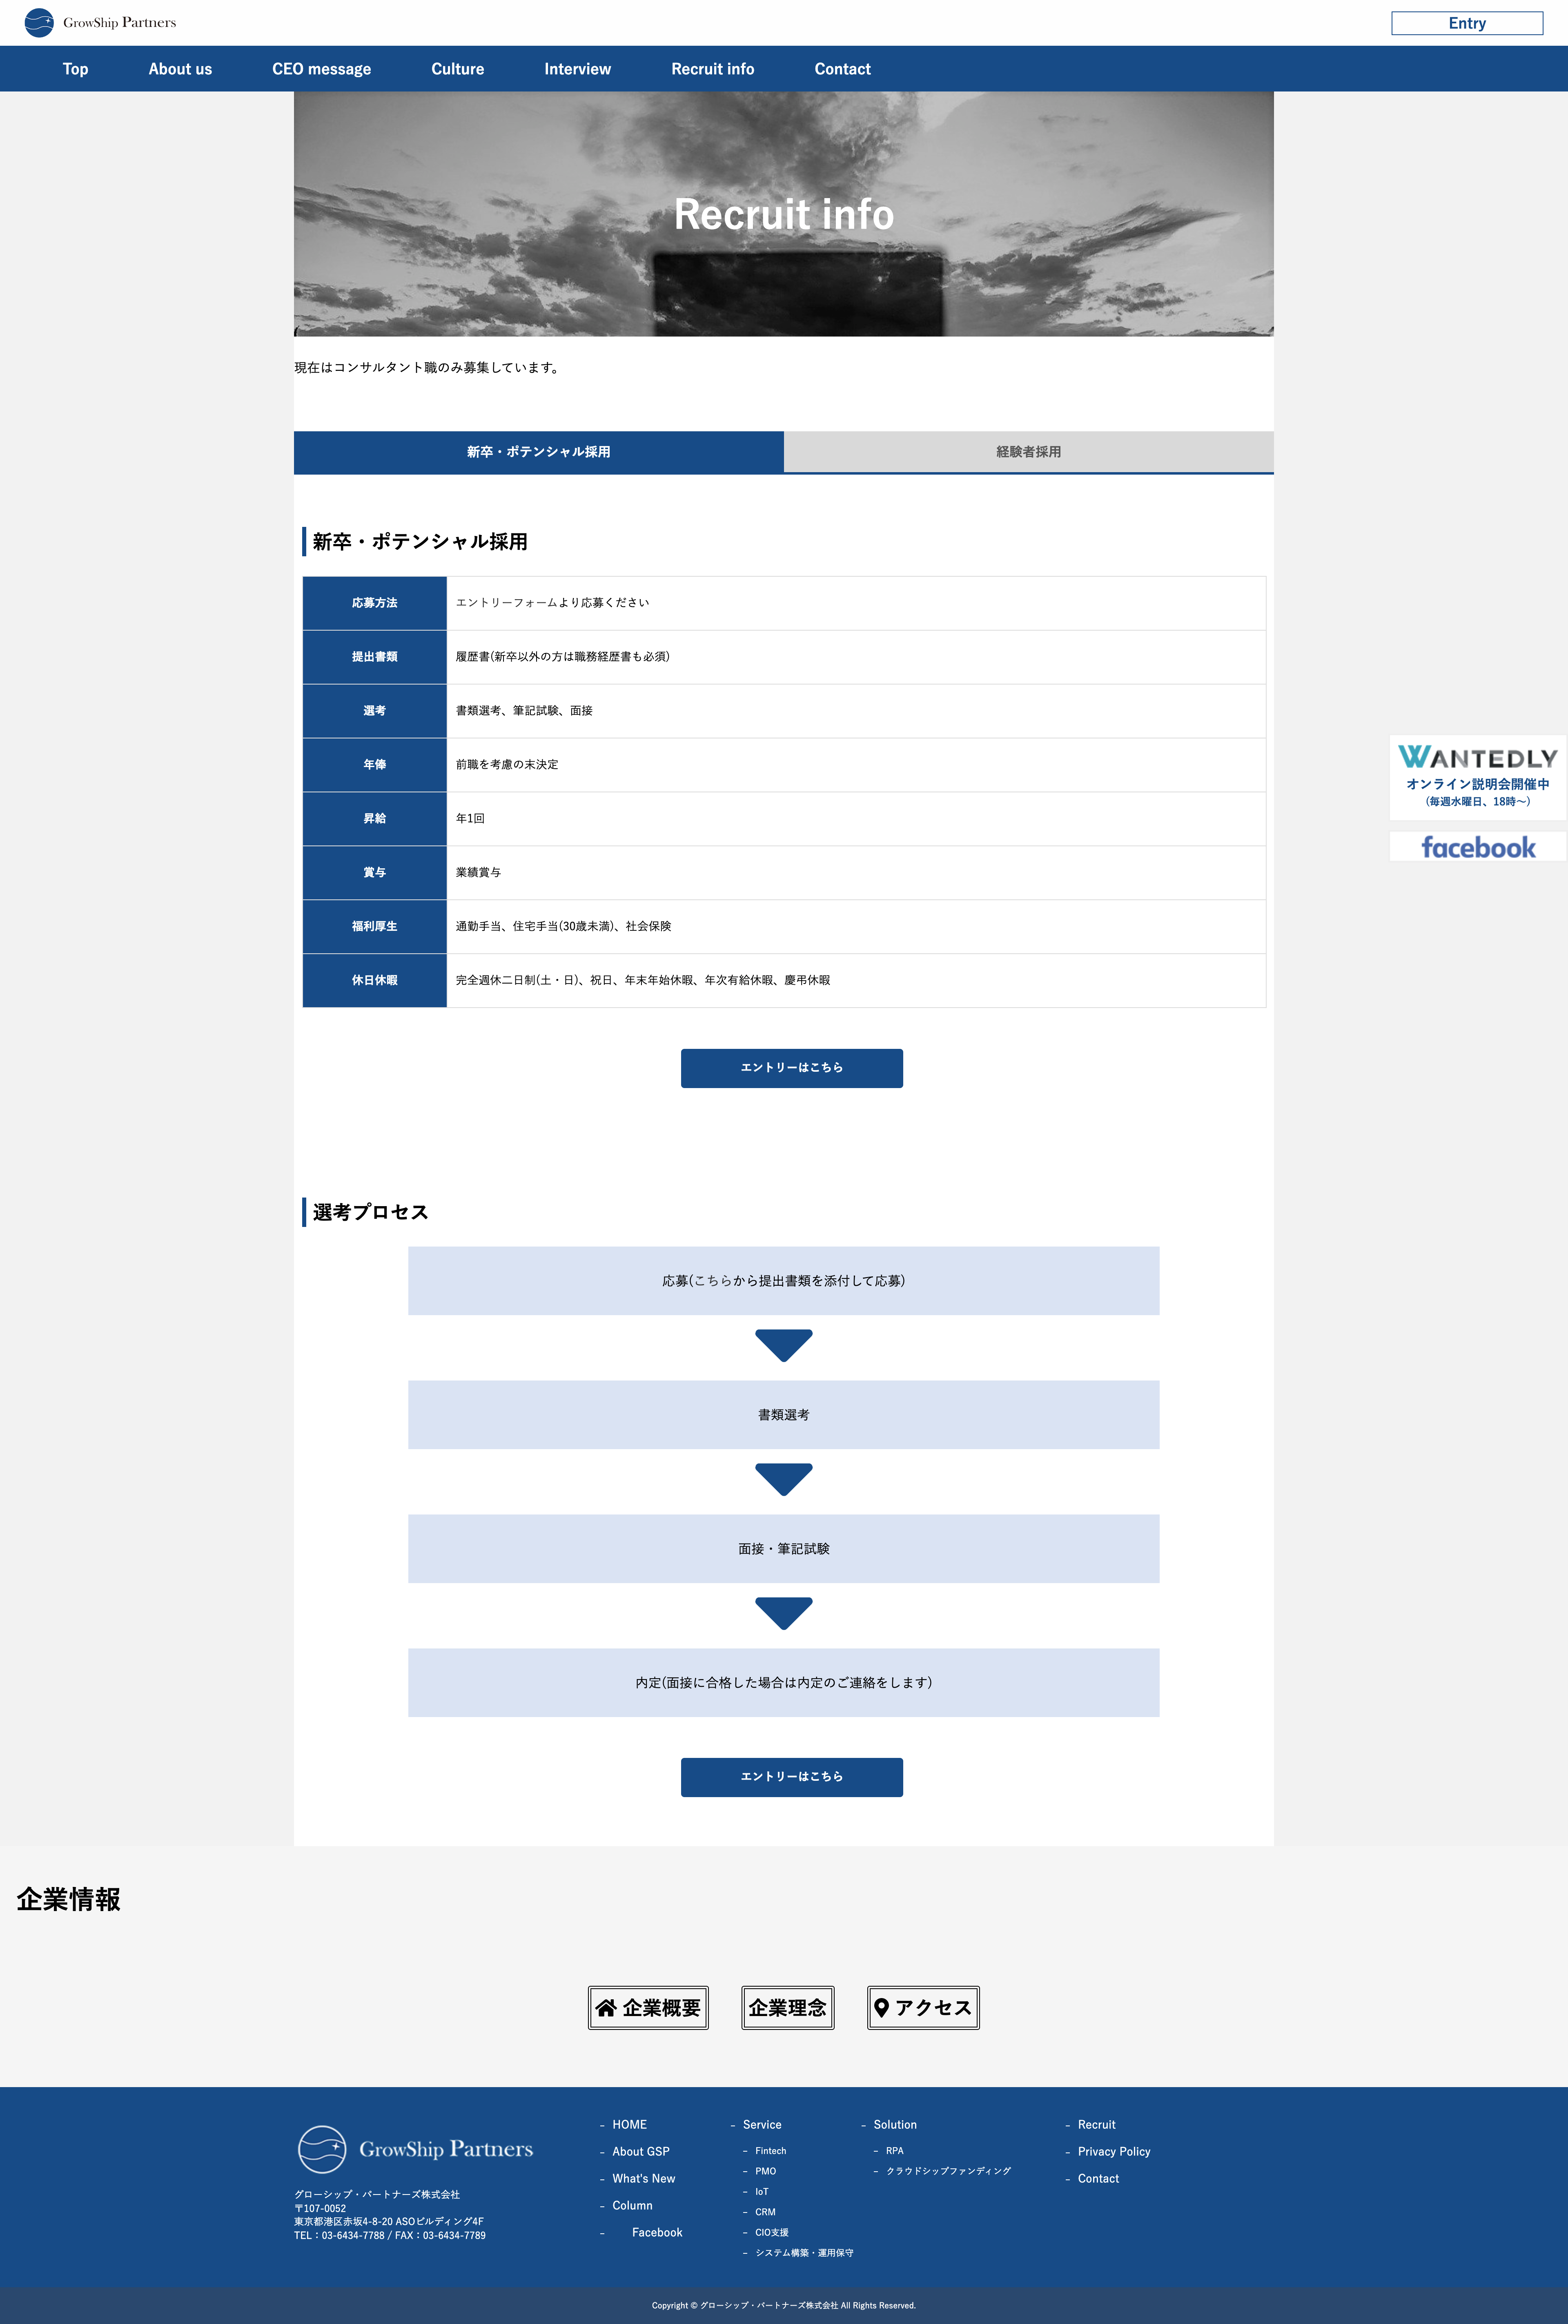 GrowShip Partners
Entry
Top
About us
CEO message
Culture
Interview
Recruit info
Contact
Recruit info
現在はコンサルタント職のみ募集しています。
新卒・ポテンシャル採用
経験者採用
新卒・ポテンシャル採用
応募方法
エントリーフォームより応募ください
提出書類
履歴書(新卒以外の方は職務経歴書も必須)
選考
書類選考、筆記試験、面接
年俸
前職を考慮の末決定
昇給
年1回
賞与
業績賞与
福利厚生
通勤手当、住宅手当(30歳未満)、社会保険
休日休暇
完全週休二日制(土・日)、祝日、年末年始休暇、年次有給休暇、慶弔休暇
WANTEDLY
オンライン説明会開催中
(毎週水曜日、18時～)
facebook
エントリーはこちら
選考プロセス
応募(こちらから提出書類を添付して応募)
書類選考
面接・筆記試験
内定(面接に合格した場合は内定のご連絡をします)
エントリーはこちら
企業情報
企業概要
企業理念
アクセス
GrowShip Partners
グローシップ・パートナーズ株式会社
〒107-0052
東京都港区赤坂4-8-20 ASOビルディング4F
TEL：03-6434-7788 / FAX：03-6434-7789
– HOME
– About GSP
– What's New
– Column
– Facebook
– Service
– Fintech
– PMO
– IoT
– CRM
– CIO支援
– システム構築・運用保守
– Solution
– RPA
– クラウドシップファンディング
– Recruit
– Privacy Policy
– Contact
Copyright © グローシップ・パートナーズ株式会社 All Rights Reserved.